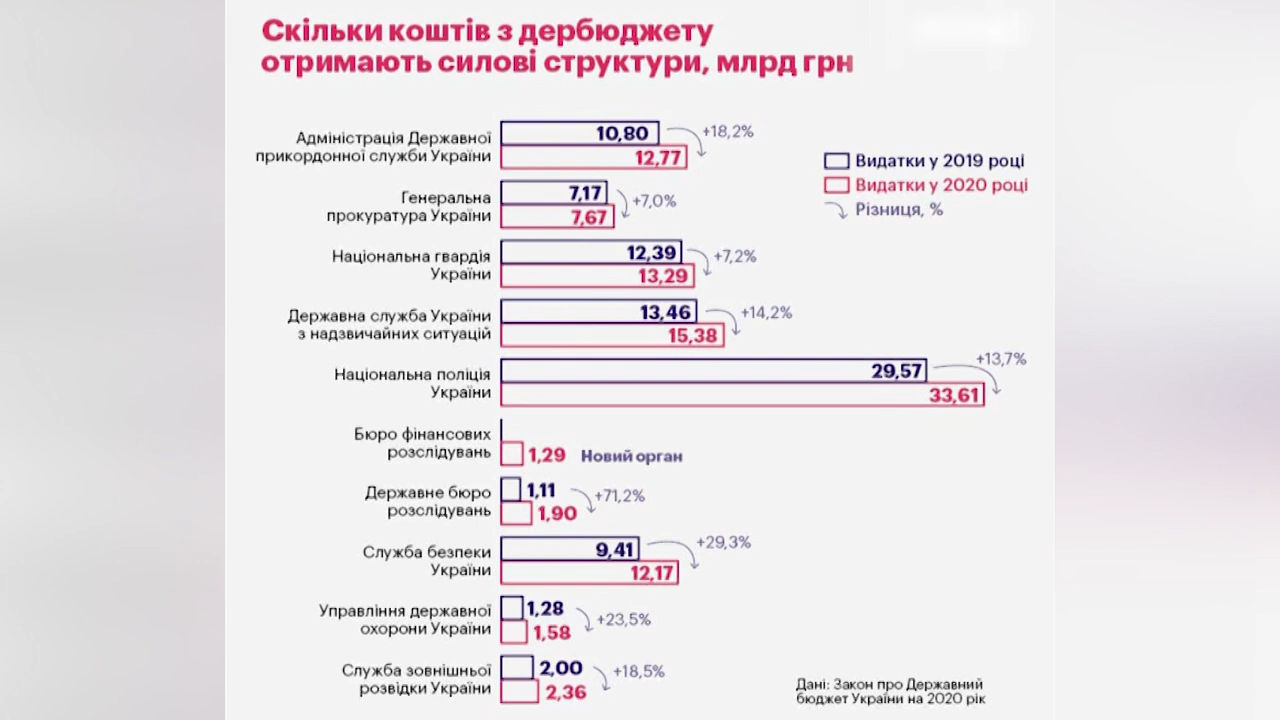 Скільки коштів з дербюджету
отримають силові структури, млрд грн
Адміністрація Державної
прикордонної служби України
10,80
12,77
+18,2%
Видатки у 2019 році
Видатки у 2020 році
Різниця, %
Генеральна
прокуратура України
7,17
7,67
+7,0%
Національна гвардія
України
12,39
13,29
+7,2%
Державна служба України
з надзвичайних ситуацій
13,46
15,38
+14,2%
Національна поліція
України
29,57
33,61
+13,7%
Бюро фінансових
розслідувань
1,29 Новий орган
Державне бюро
розслідувань
1,11
1,90
+71,2%
Служба безпеки
України
9,41
12,17
+29,3%
Управління державної
охорони України
1,28
1,58
+23,5%
Служба зовнішньої
розвідки України
2,00
2,36
+18,5%
Дані: Закон про Державний
бюджет України на 2020 рік